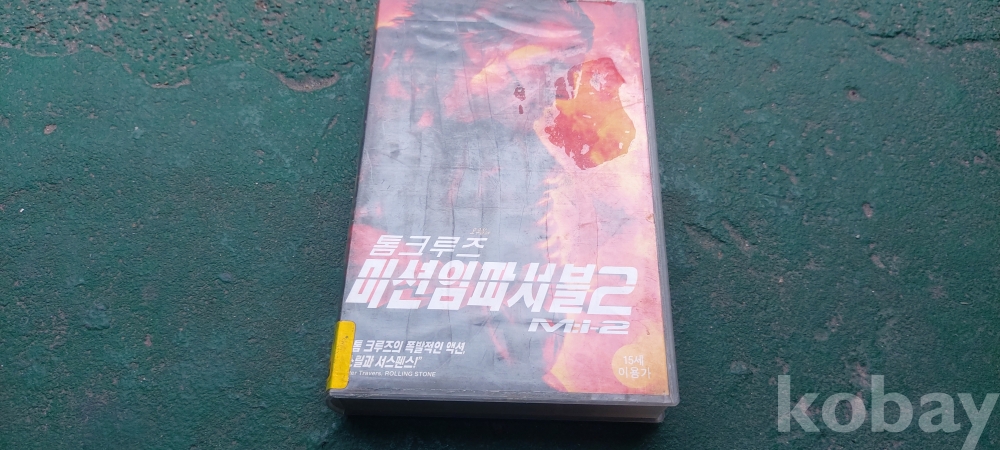 톰크루즈
미션임파서블2
M:i-2
톰 크루즈의 폭발적인 액션,
스릴과 서스펜스!"
Travers, ROLLING STONE
15세
이용가
kobay